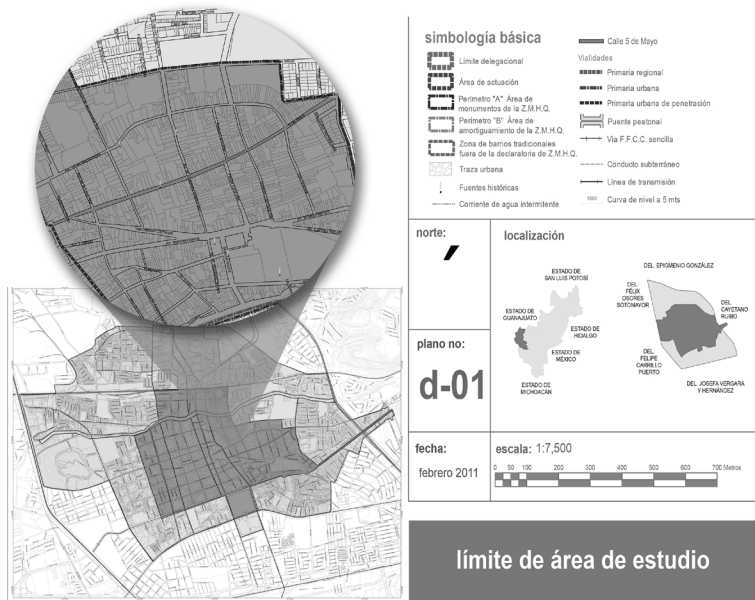 simbología básica
Límite delegacional
Área de actuación
Perímetro "A" Área de
monumentos de la Z.M.H.Q.
Perímetro "B" Área de
amortiguamiento de la Z.M.H.Q.
Zona de barrios tradicionales
fuera de la declaratoria de Z.M.H.Q.
Traza urbana
Fuentes históricas
Corriente de agua intermitente
Calle 5 de Mayo
Vialidades
Primaria regional
Primaria urbana
Primaria urbana de penetración
Puente peatonal
Via F.F.C.C. sencilla
Conducto subterráneo
Línea de transmisión
Curva de nivel a 5 mts
norte:
localización
ESTADO DE
SAN LUIS POTOSÍ
ESTADO DE
GUANAJUATO
ESTADO DE
HIDALGO
ESTADO DE
MÉXICO
ESTADO DE
MICHOACÁN
DEL. EPIGMENIO GONZÁLEZ
DEL.
FÉLIX
OSORES
SOTOMAYOR
DEL.
CAYETANO
RUBIO
DEL.
FELIPE
CARRILLO
PUERTO
DEL. JOSEFA VERGARA
Y HERNÁNDEZ
plano no:
d-01
fecha:
febrero 2011
escala: 1:7,500
0 50 100 200 300 400 500 600 700 Metros
límite de área de estudio